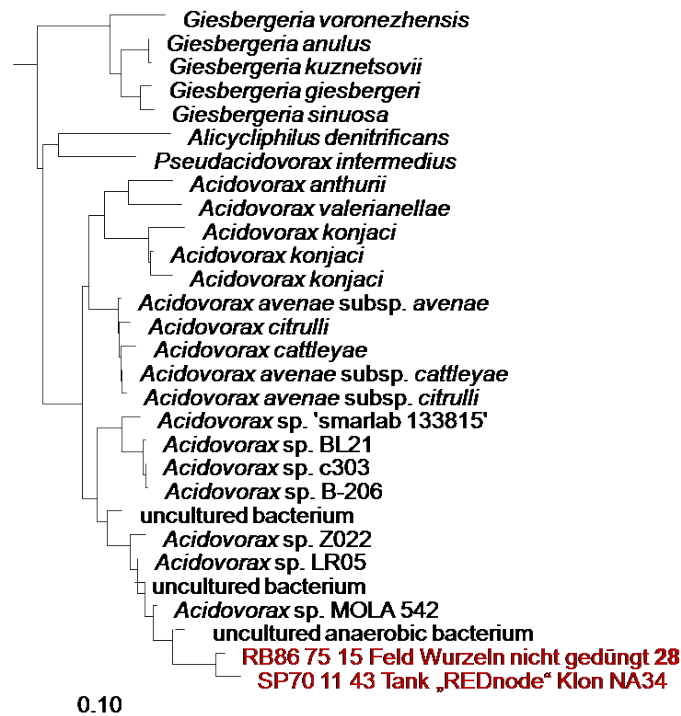 Giesbergeria voronezhensis
Giesbergeria anulus
Giesbergeria kuznetsovii
Giesbergeria giesbergeri
Giesbergeria sinuosa
Alicycliphilus denitrificans
Pseudacidovorax intermedius
Acidovorax anthurii
Acidovorax valerianellae
Acidovorax konjaci
Acidovorax konjaci
Acidovorax konjaci
Acidovorax avenae subsp. avenae
Acidovorax citrulli
Acidovorax cattleyae
Acidovorax avenae subsp. cattleyae
Acidovorax avenae subsp. citrulli
Acidovorax sp. 'smarlab 133815'
Acidovorax sp. BL21
Acidovorax sp. c303
Acidovorax sp. B-206
uncultured bacterium
Acidovorax sp. Z022
Acidovorax sp. LR05
uncultured bacterium
Acidovorax sp. MOLA 542
uncultured anaerobic bacterium
RB86 75 15 Feld Wurzeln nicht gedüngt 28
SP70 11 43 Tank „REDnode“ Klon NA34
0.10